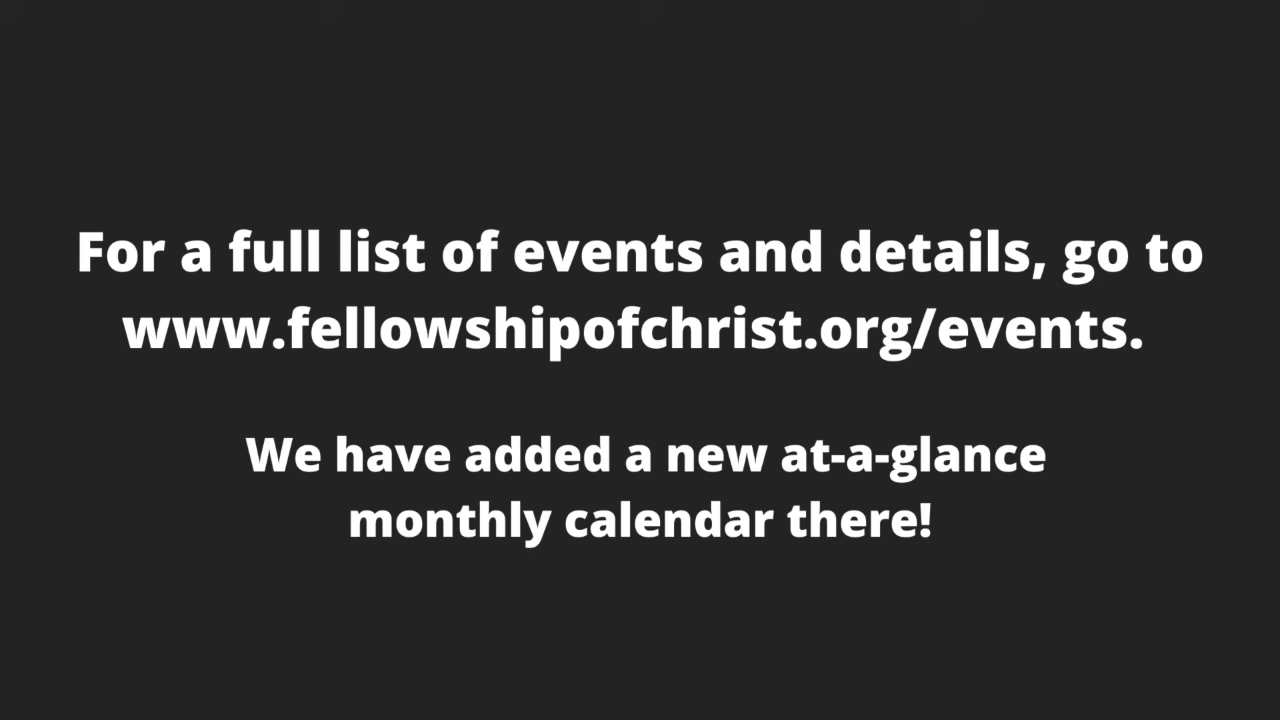 For a full list of events and details, go to
www.fellowshipofchrist.org/events.
We have added a new at-a-glance
monthly calendar there!